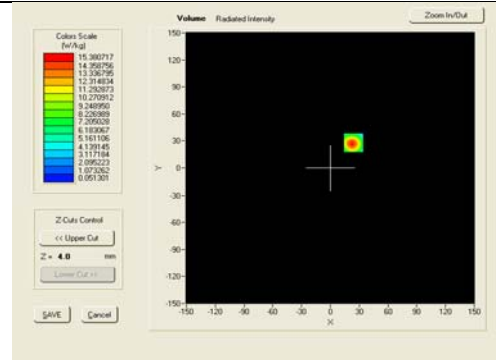 Volume Radiated Intensity
Zoom In/Out
Colors Scale
(W/kg)
15.380717
14.358756
13.336795
12.314834
11.292873
10.270912
9.248950
8.226989
7.205028
6.183067
5.161106
4.139145
3.117184
2.095223
1.073262
0.051301
150
120
90
60
30
0
-30
-60
-90
-120
-150
Y
-150 -120 -90 -60 -30 0 30 60 90 120 150
X
Z-Cuts Control
<< Upper Cut
Z = 4.0 mm
Lower Cut >>
SAVE Cancel